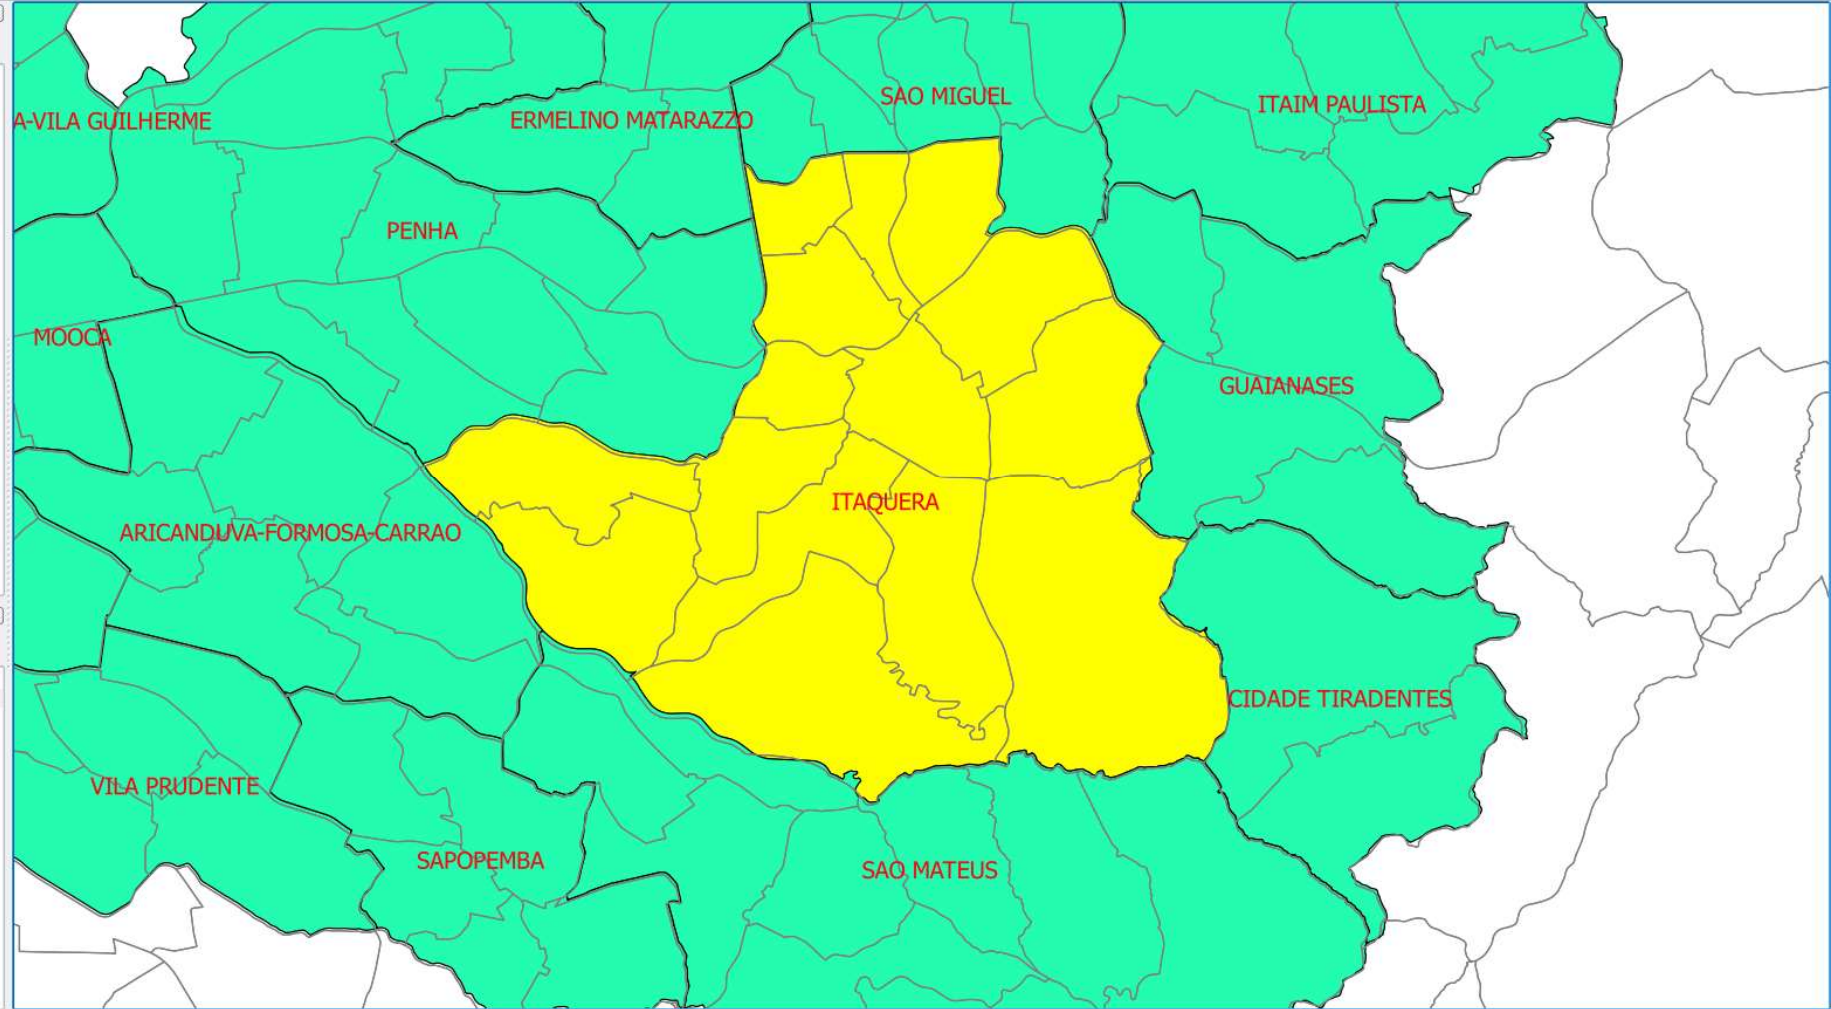 SAO MIGUEL
ITAIM PAULISTA
A-VILA GUILHERME
ERMELINO MATARAZZO
PENHA
MOOCA
GUAIANASES
ITAQUERA
ARICANDUVA-FORMOSA-CARRAO
CIDADE TIRADENTES
VILA PRUDENTE
SAPOPEMBA
SAO MATEUS